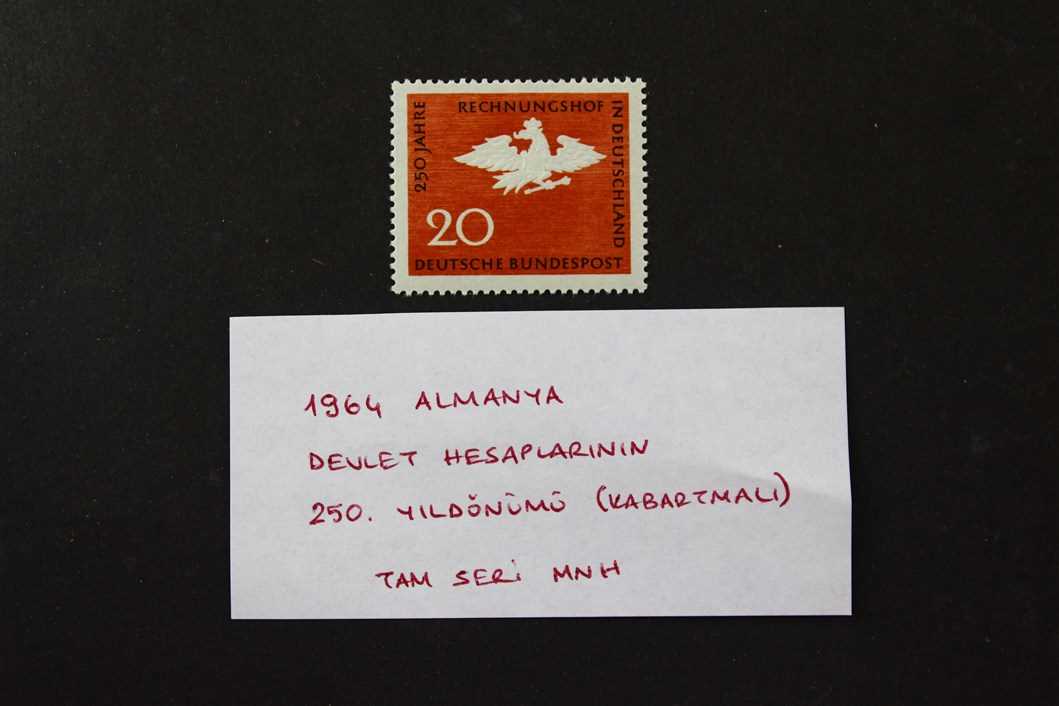 250 JAHRE
RECHNUNGSHOF
IN DEUTSCHLAND
20
DEUTSCHE BUNDESPOST
1964 ALMANYA
DEVLET HESAPLARININ
250. YILDÖNÜMÜ (KABARTMALI)
TAM SERİ MNH